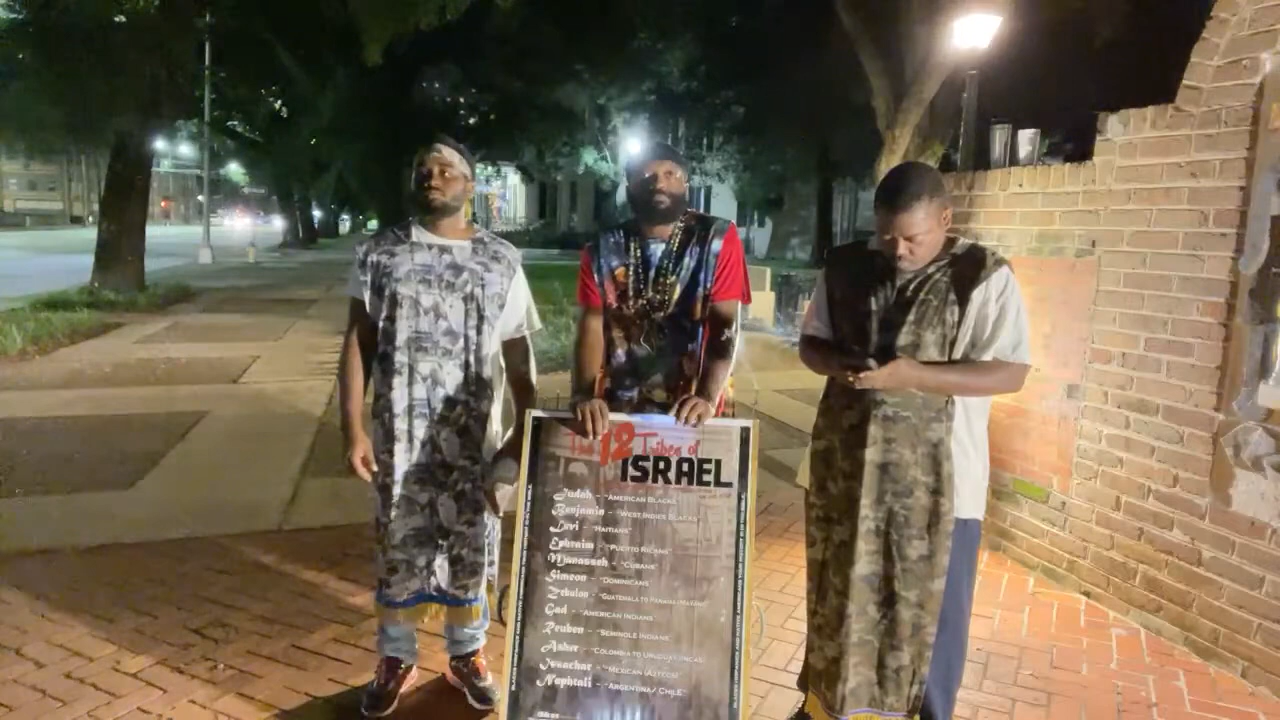 The 12 Tribes of
ISRAEL
Judah - "American Blacks"
Benjamin - "West Indies Blacks"
Levi - "Haitians"
Ephraim - "Puerto Ricans"
Manasseh - "Cubans"
Simeon - "Dominicans"
Zebulon - "Guatemala to Panama (Mayan)"
Gad - "American Indians"
Reuben - "Seminole Indians"
Asher - "Colombia to Uruguay (Incas)"
Issachar - "Mexican (Aztecs)"
Naphtali - "Argentina/ Chile"